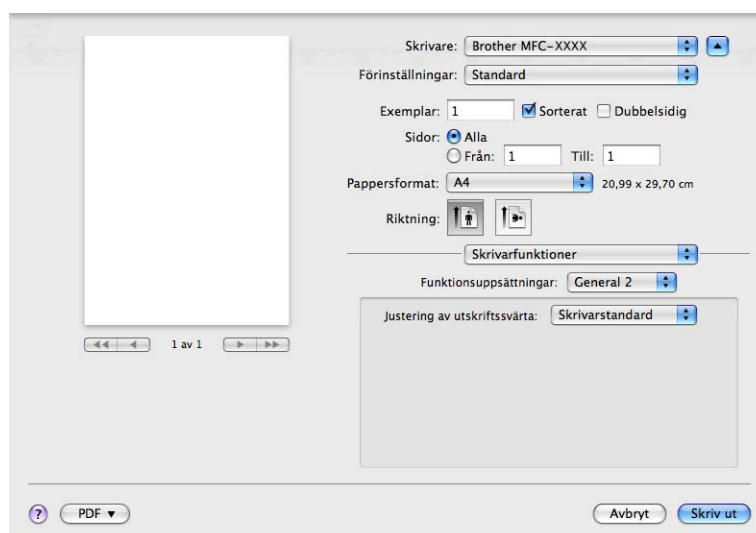 Skrivare: Brother MFC-XXXX
Förinställningar: Standard
Exemplar: 1 Sorterat Dubbelsidig
Sidor: Alla
Från: 1 Till: 1
Pappersformat: A4 20,99 x 29,70 cm
Riktning:
Skrivarfunktioner
Funktionsuppsättningar: General 2
Justering av utskriftssvärta: Skrivarstandard
1 av 1
? PDF ▼ Avbryt Skriv ut